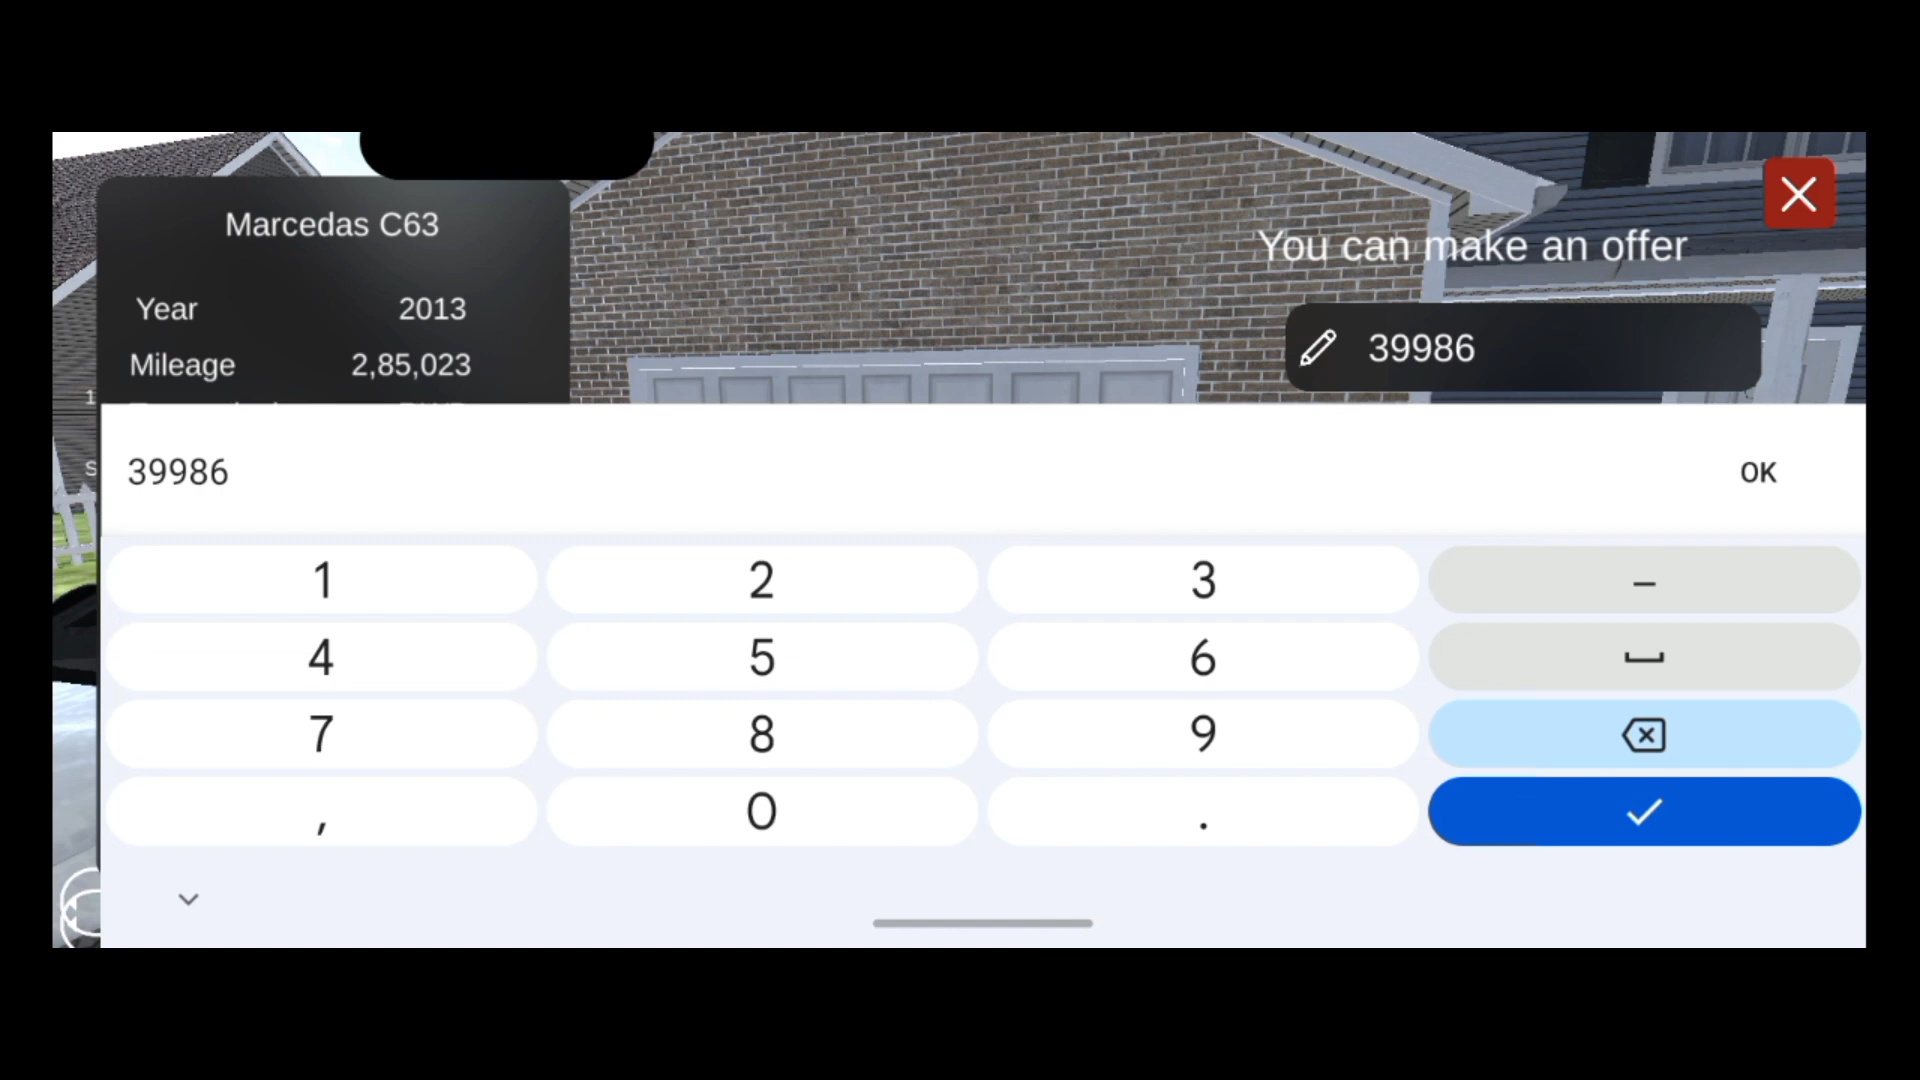 Marcedas C63
Year 2013
Mileage 2,85,023
You can make an offer
39986
39986
OK
1 2 3 –
4 5 6
7 8 9
, 0 .